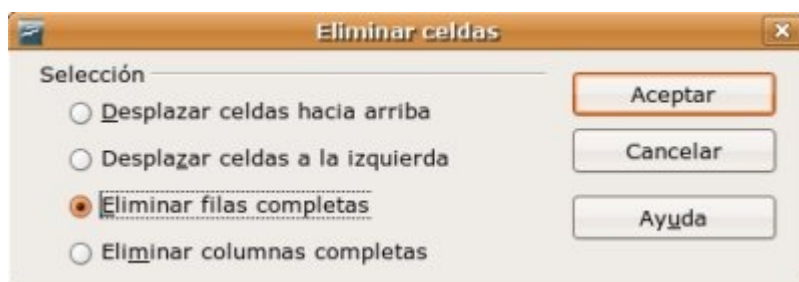 Eliminar celdas
Selección
Desplazar celdas hacia arriba
Desplazar celdas a la izquierda
Eliminar filas completas
Eliminar columnas completas
Aceptar
Cancelar
Ayuda